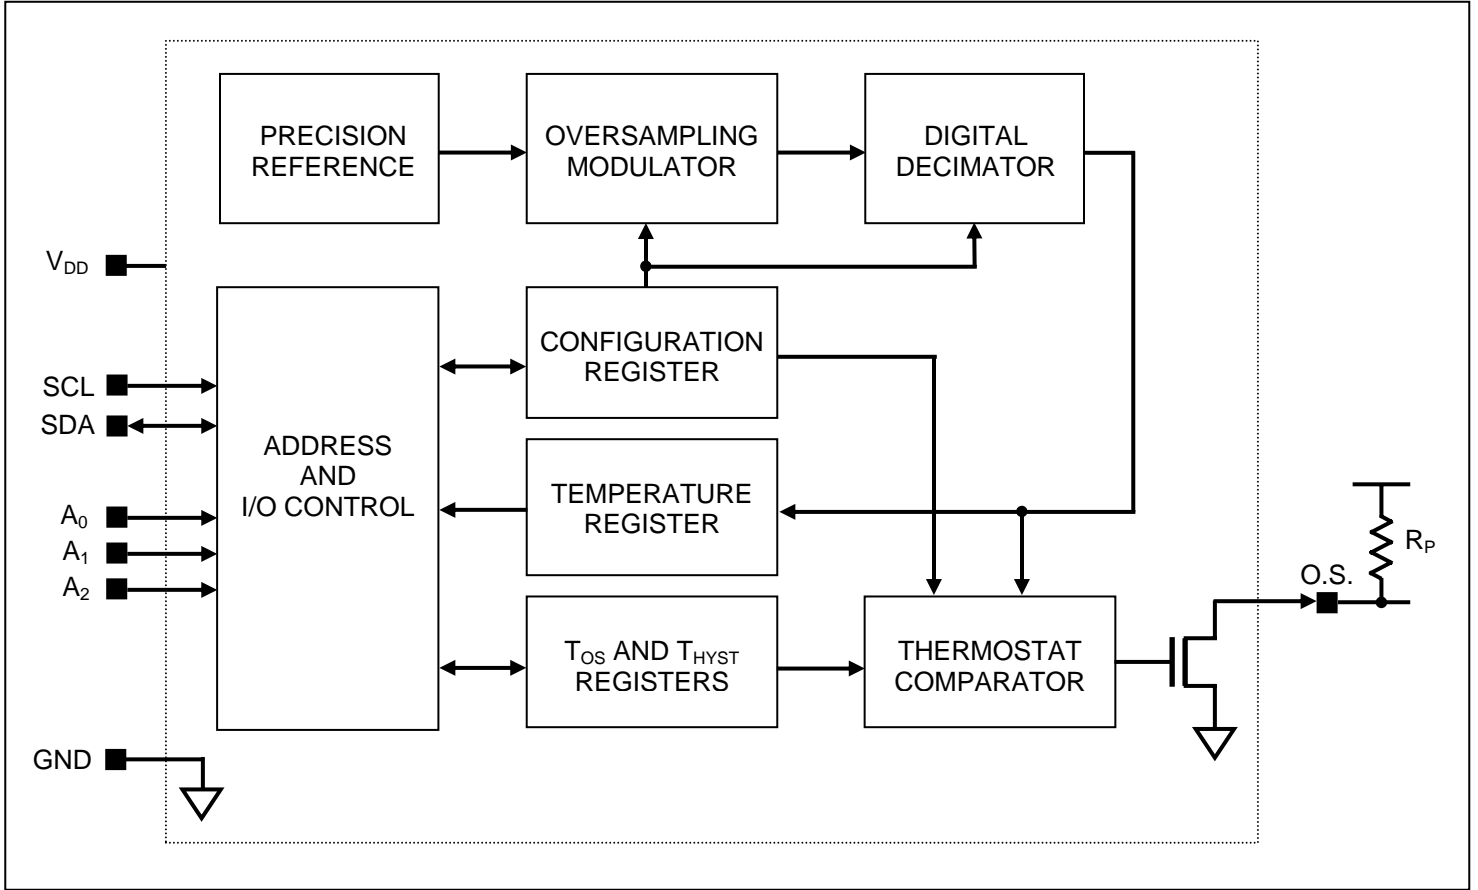 PRECISION
REFERENCE
OVERSAMPLING
MODULATOR
DIGITAL
DECIMATOR
VDD
SCL
SDA
A0
A1
A2
GND
ADDRESS
AND
I/O CONTROL
CONFIGURATION
REGISTER
TEMPERATURE
REGISTER
TOS AND THYST
REGISTERS
THERMOSTAT
COMPARATOR
O.S.
RP